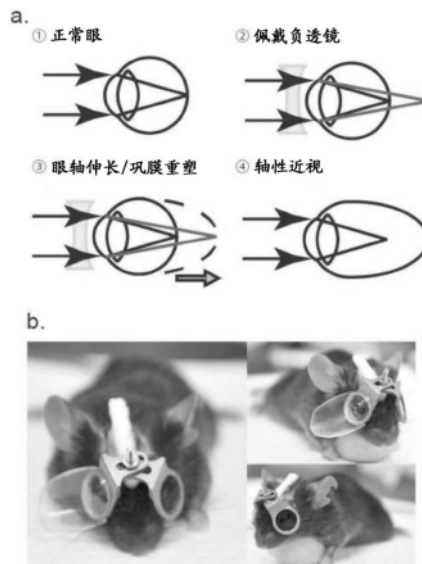 a.
① 正常眼
② 佩戴负透镜
③ 眼轴伸长/巩膜重塑
④ 轴性近视
b.